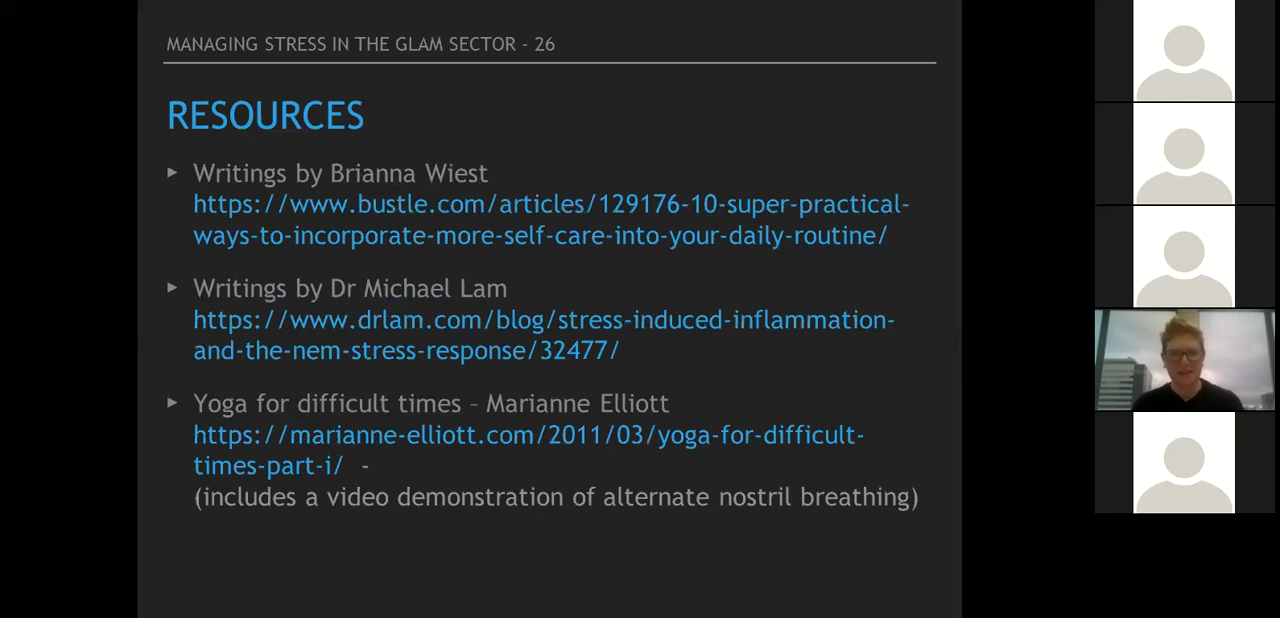 MANAGING STRESS IN THE GLAM SECTOR - 26
RESOURCES
▸ Writings by Brianna Wiest
https://www.bustle.com/articles/129176-10-super-practical-
ways-to-incorporate-more-self-care-into-your-daily-routine/
▸ Writings by Dr Michael Lam
https://www.drlam.com/blog/stress-induced-inflammation-
and-the-nem-stress-response/32477/
▸ Yoga for difficult times – Marianne Elliott
https://marianne-elliott.com/2011/03/yoga-for-difficult-
times-part-i/ -
(includes a video demonstration of alternate nostril breathing)